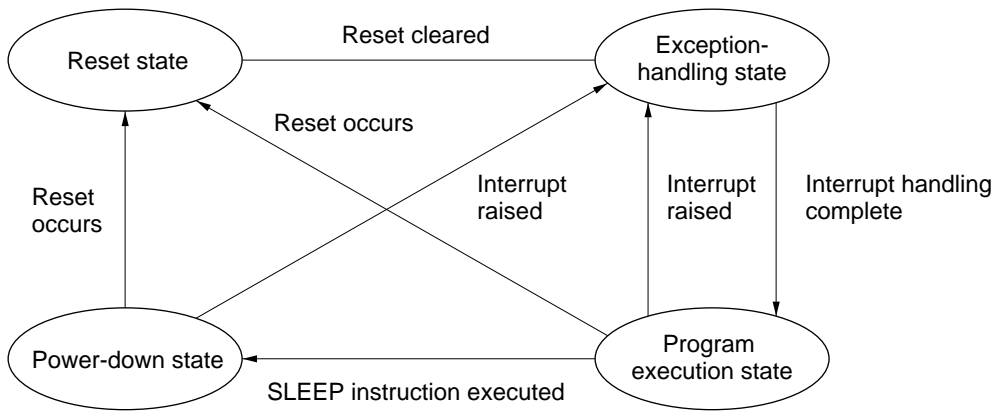 Reset cleared
Reset state
Exception-
handling state
Reset occurs
Reset
occurs
Interrupt
raised
Interrupt
raised
Interrupt handling
complete
Power-down state
Program
execution state
SLEEP instruction executed